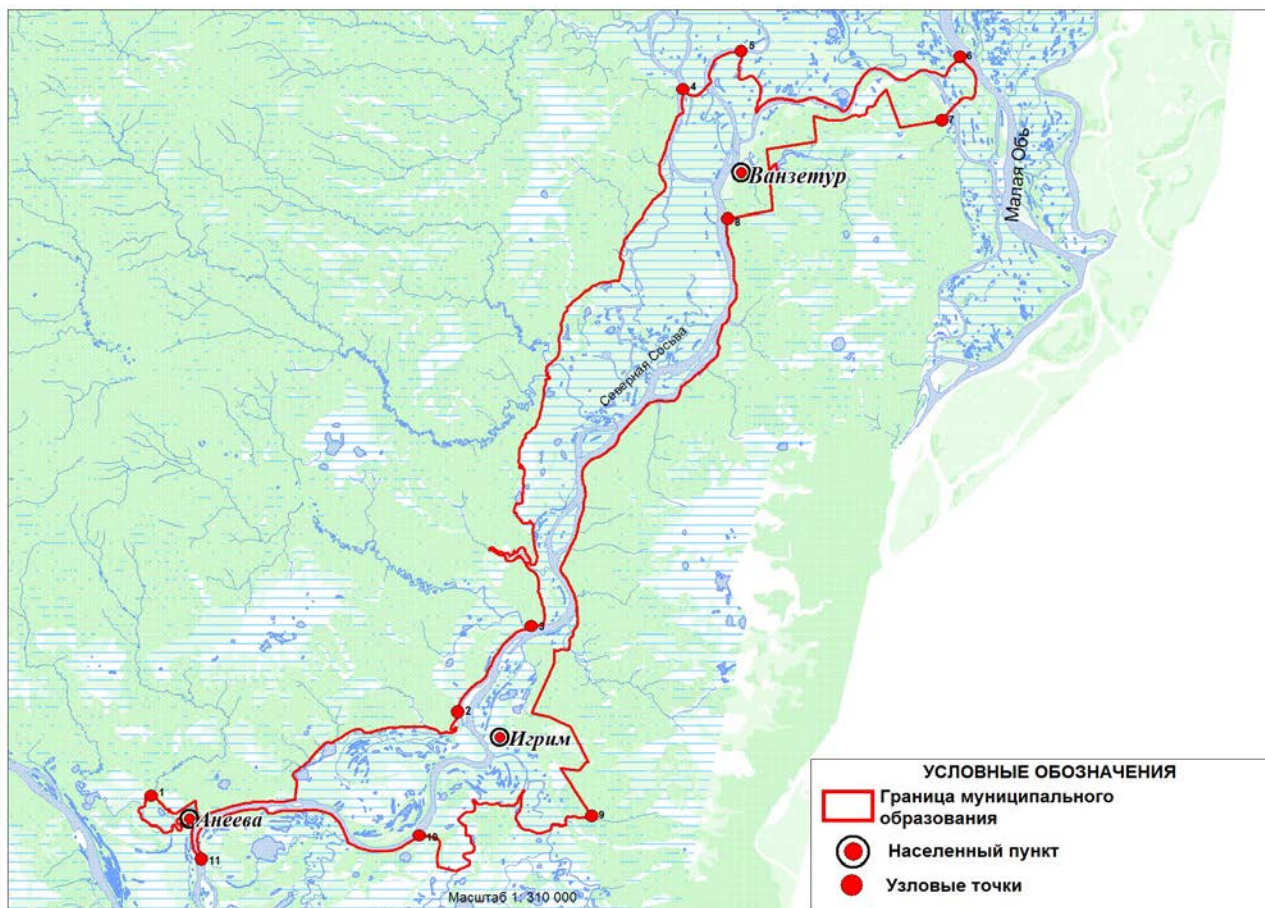 5
6
4
7
Ванзетур
Малая Обь
8
Северная Сосьва
3
2
Игрим
1
Анеева
9
10
11
Масштаб 1: 310 000
УСЛОВНЫЕ ОБОЗНАЧЕНИЯ
Граница муниципального
образования
Населенный пункт
Узловые точки